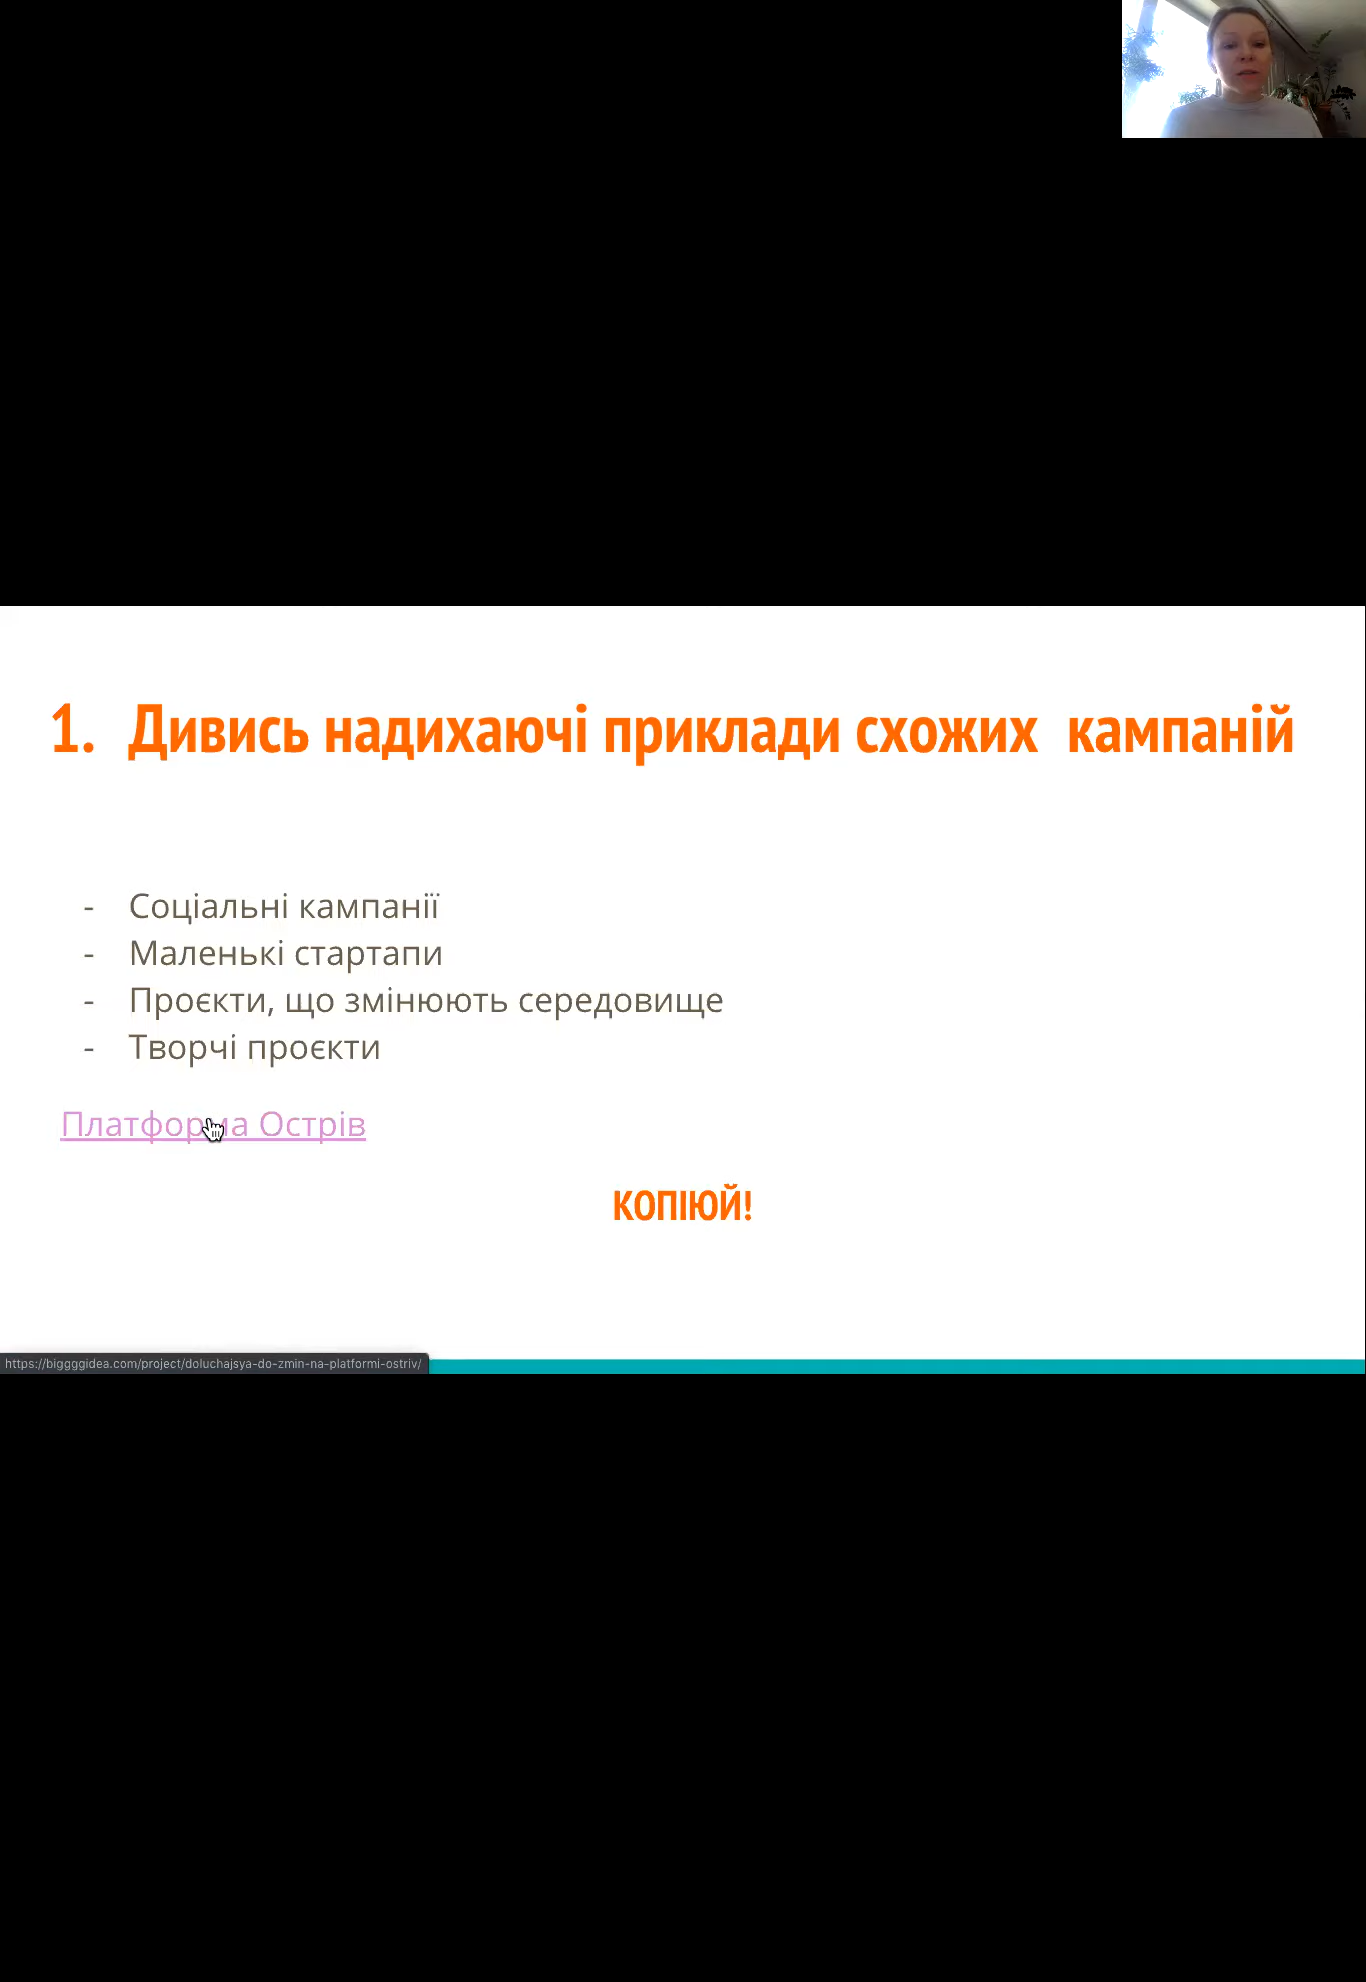 1. Дивись надихаючі приклади схожих кампаній
- Соціальні кампанії
- Маленькі стартапи
- Проєкти, що змінюють середовище
- Творчі проєкти
Платформа Острів
КОПІЮЙ!
https://biggggidea.com/project/doluchajsya-do-zmin-na-platformi-ostriv/